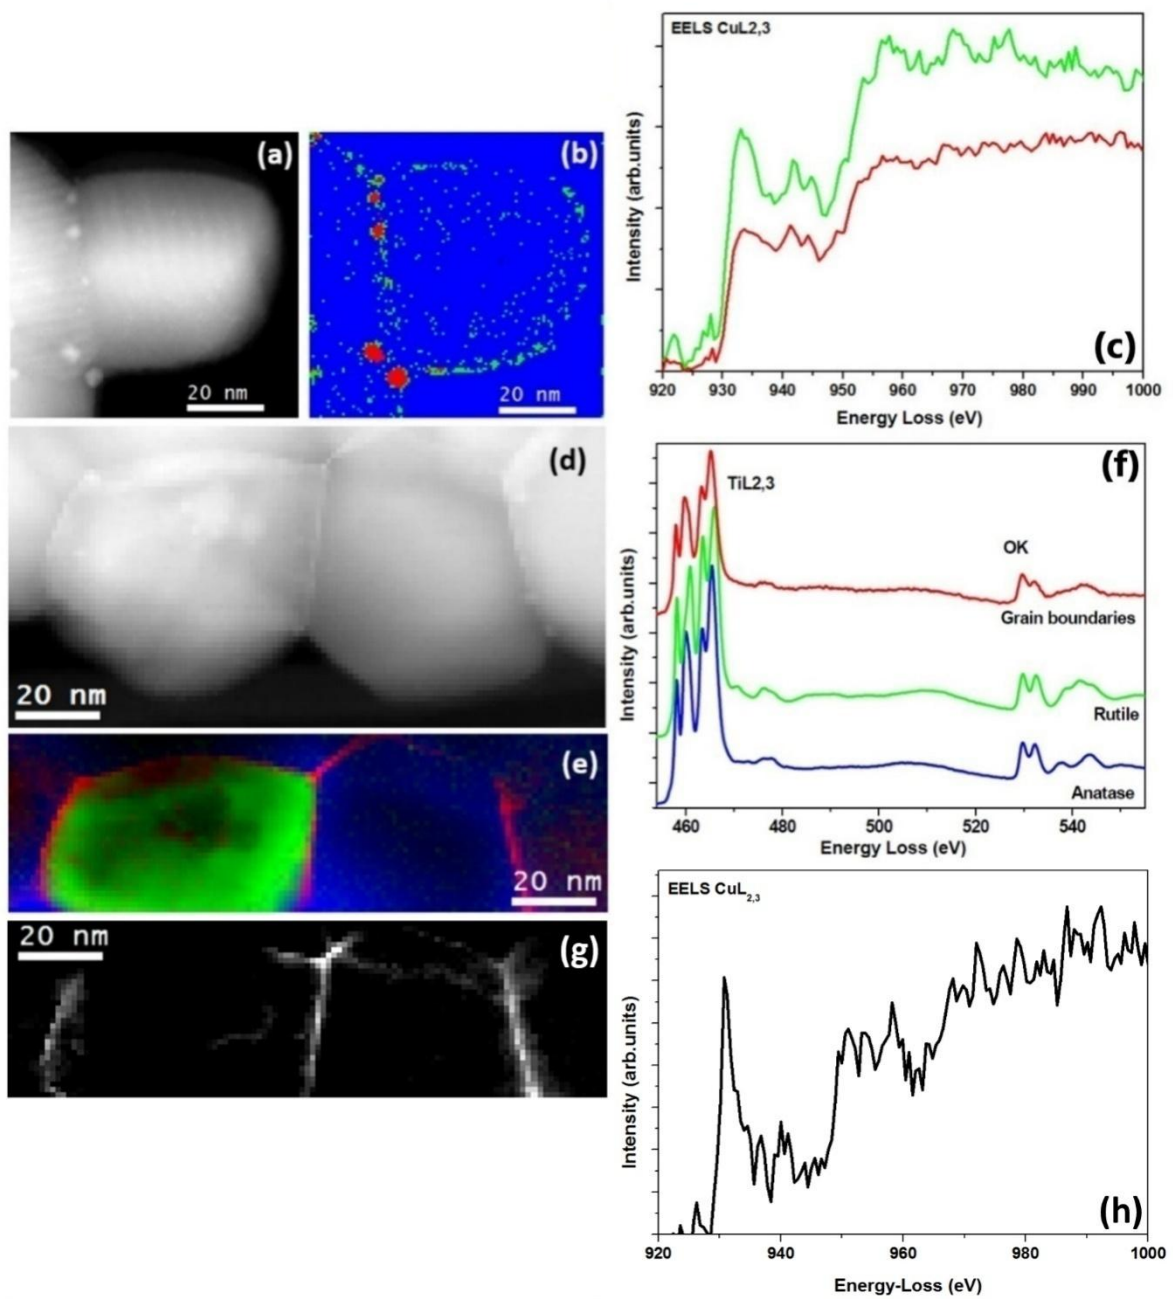 (a)
20 nm
(b)
20 nm
EELS CuL2,3
Intensity (arb.units)
(c)
920 930 940 950 960 970 980 990 1000
Energy Loss (eV)
(d)
20 nm
(e)
20 nm
(f)
TiL2,3
OK
Grain boundaries
Rutile
Anatase
Intensity (arb.units)
460 480 500 520 540
Energy Loss (eV)
20 nm
(g)
EELS CuL2,3
Intensity (arb.units)
(h)
920 940 960 980 1000
Energy-Loss (eV)